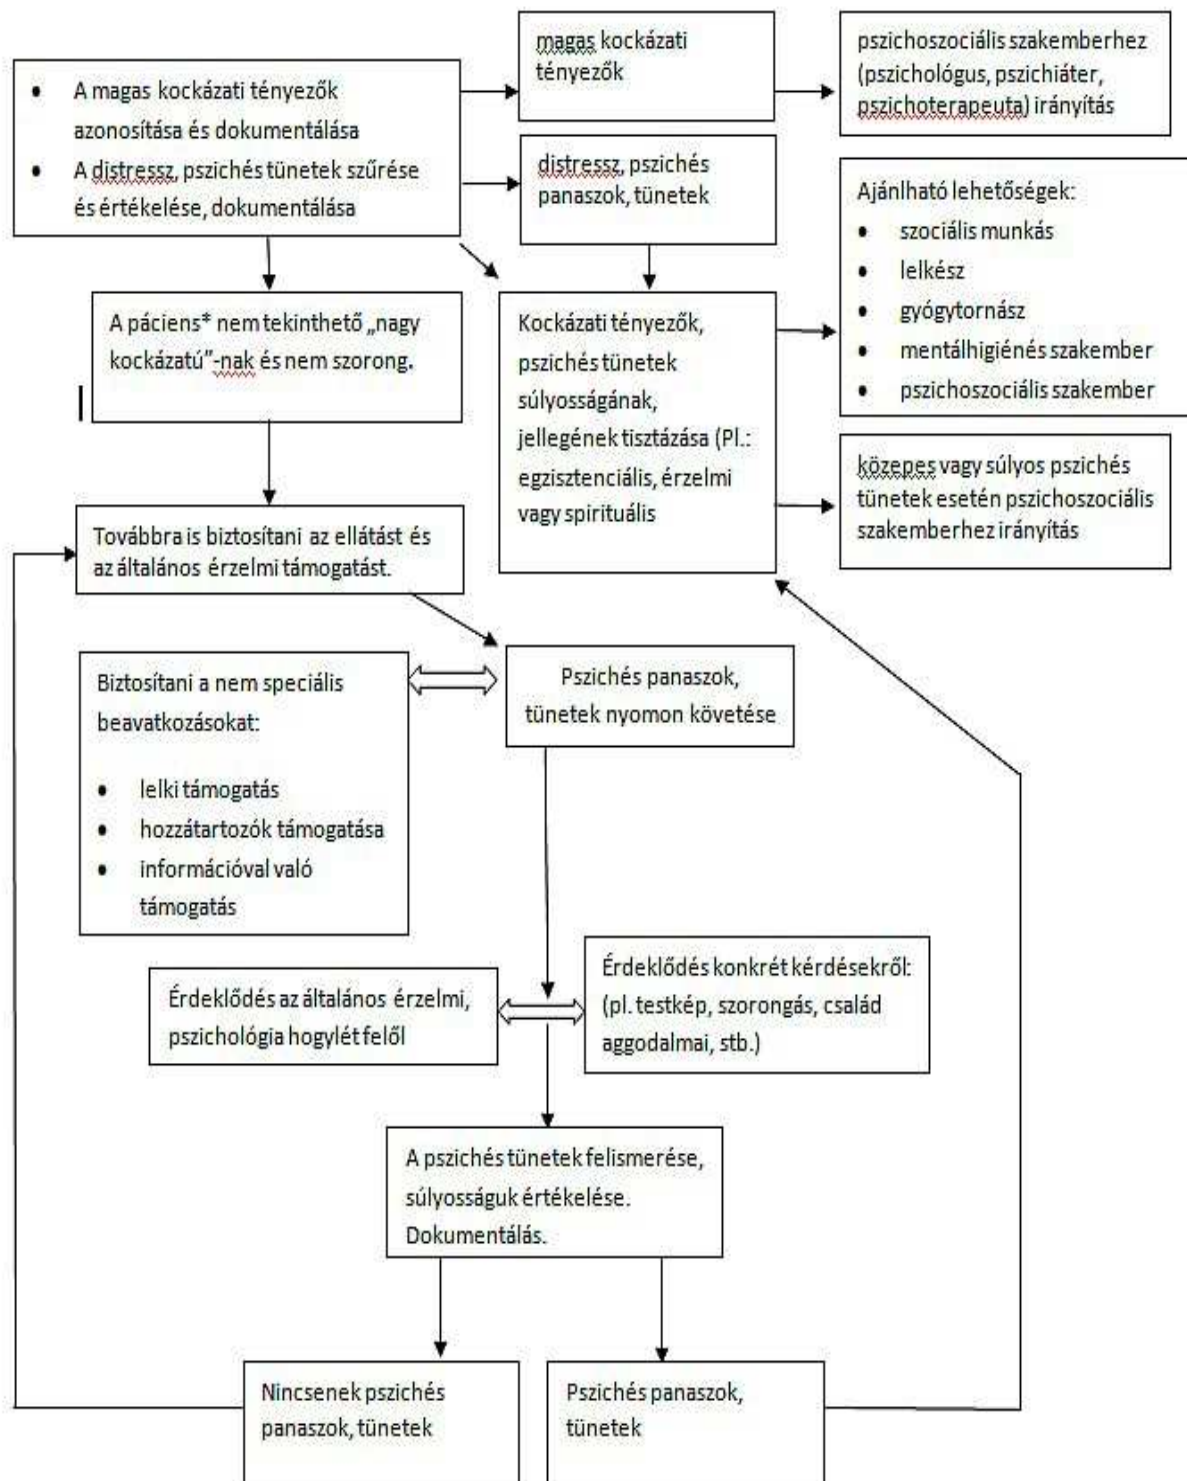 magas kockázati
tényezők
pszichoszociális szakemberhez
(pszichológus, pszichiáter,
pszichoterapeuta) irányítás
• A magas kockázati tényezők
azonosítása és dokumentálása
• A distressz, pszichés tünetek szűrése
és értékelése, dokumentálása
distressz, pszichés
panaszok, tünetek
Ajánlható lehetőségek:
• szociális munkás
• lelkész
• gyógytornász
• mentálhigiénés szakember
• pszichoszociális szakember
A páciens* nem tekinthető „nagy
kockázatú”-nak és nem szorong.
Kockázati tényezők,
pszichés tünetek
súlyosságának,
jellegének tisztázása (Pl.:
egzisztenciális, érzelmi
vagy spirituális
közepes vagy súlyos pszichés
tünetek esetén pszichoszociális
szakemberhez irányítás
Továbbra is biztosítani az ellátást és
az általános érzelmi támogatást.
Biztosítani a nem speciális
beavatkozásokat:
• lelki támogatás
• hozzátartozók támogatása
• információval való
támogatás
Pszichés panaszok,
tünetek nyomon követése
Érdeklődés az általános érzelmi,
pszichológia hogylét felől
Érdeklődés konkrét kérdésekről:
(pl. testkép, szorongás, család
aggodalmai, stb.)
A pszichés tünetek felismerése,
súlyosságuk értékelése.
Dokumentálás.
Nincsenek pszichés
panaszok, tünetek
Pszichés panaszok,
tünetek